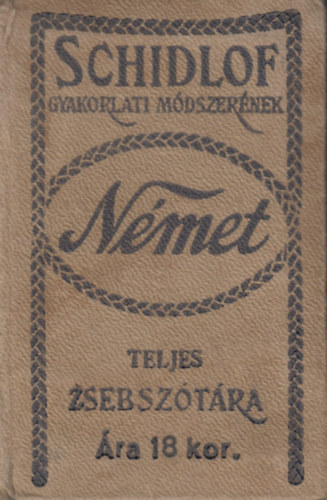 SCHIDLOF
GYAKORLATI MÓDSZERÉNEK
Német
TELJES
ZSEBSZÓTÁRA
Ára 18 kor.